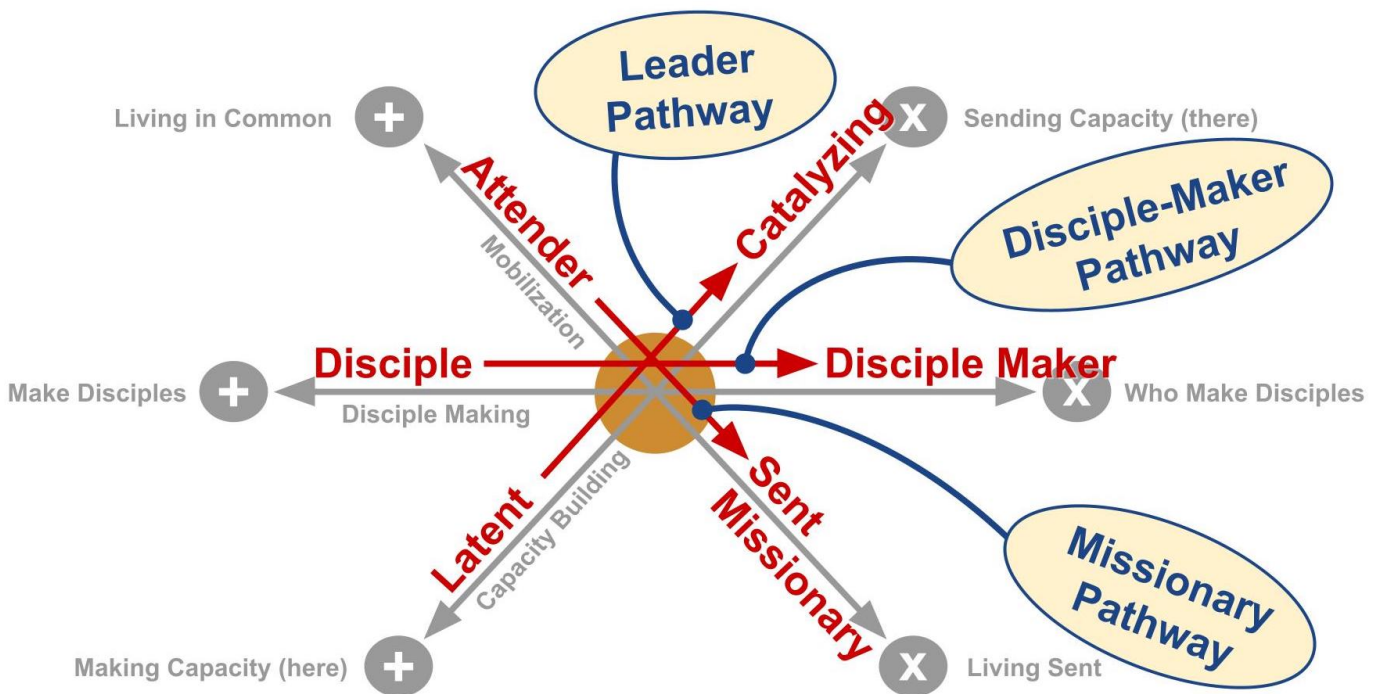 Leader
Pathway
Living in Common
+
X
Sending Capacity (there)
Attender
Catalyzing
Mobilization
Disciple-Maker
Pathway
Disciple
Disciple Maker
Make Disciples
+
Disciple Making
X
Who Make Disciples
Latent
Capacity Building
Sent
Missionary
Missionary
Pathway
Making Capacity (here)
+
X
Living Sent